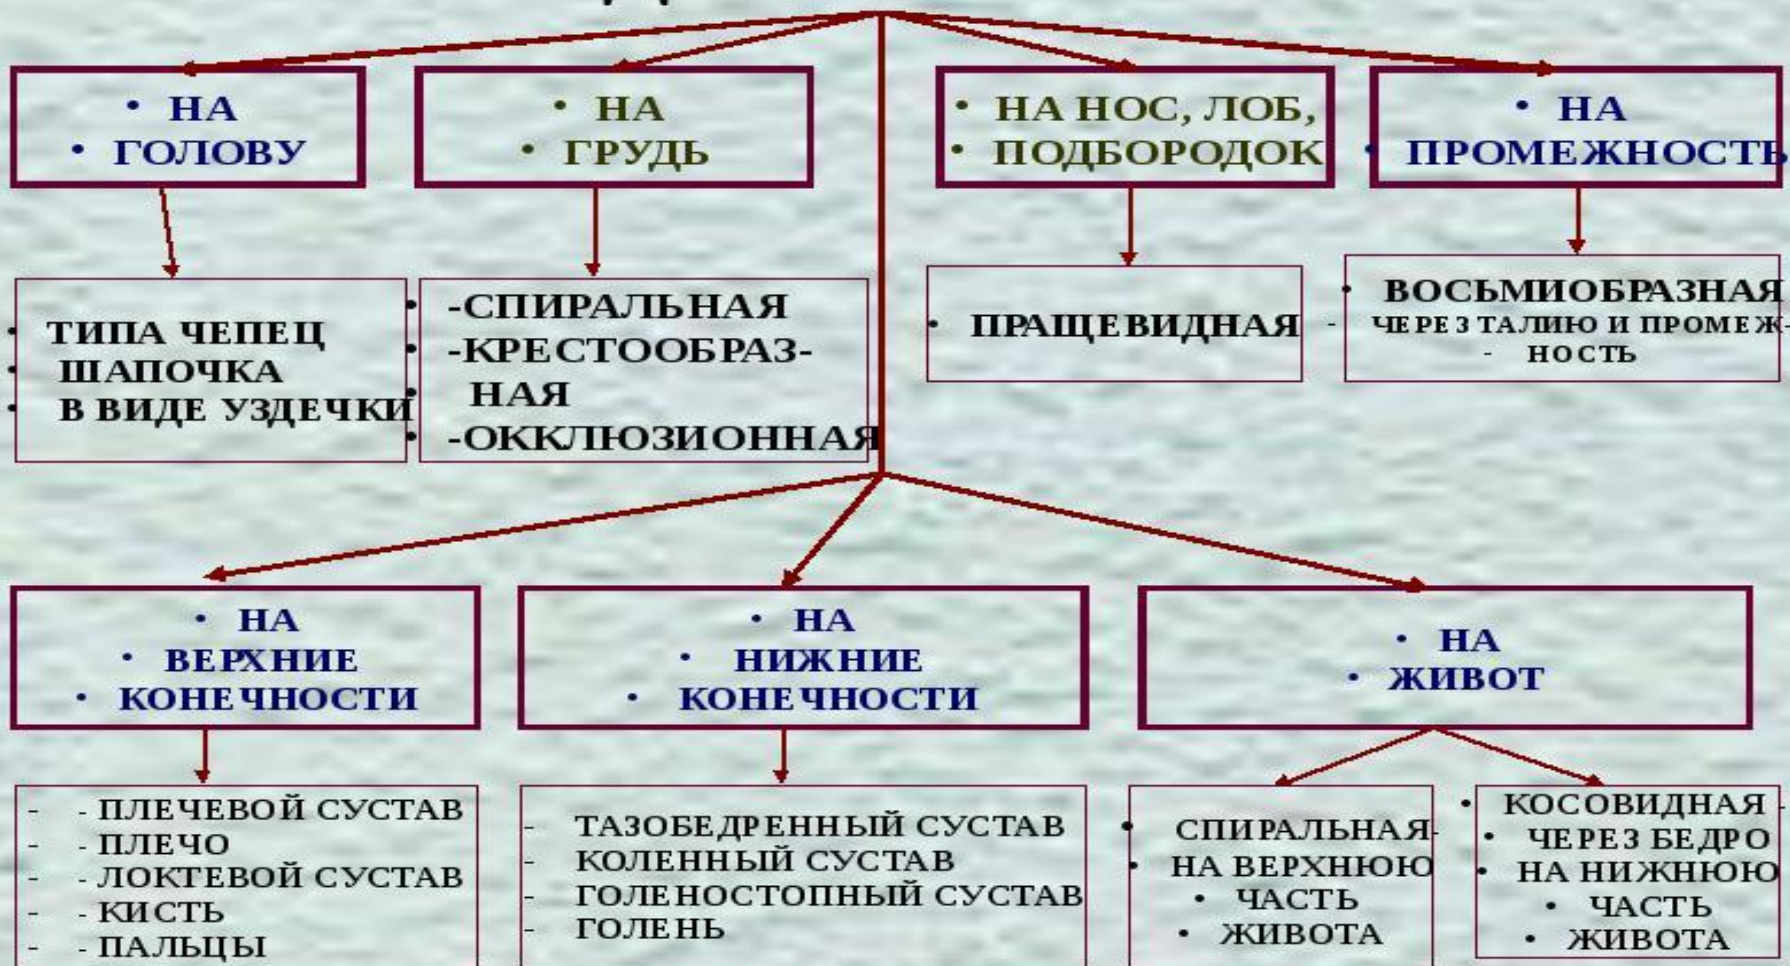 • НА
• ГОЛОВУ
• НА
• ГРУДЬ
• НА НОС, ЛОБ,
• ПОДБОРОДОК
• НА
• ПРОМЕЖНОСТЬ
• ТИПА ЧЕПЕЦ
• ШАПОЧКА
• В ВИДЕ УЗДЕЧКИ
• -СПИРАЛЬНАЯ
• -КРЕСТООБРАЗ-
• НАЯ
• -ОККЛЮЗИОННАЯ
• ПРАЩЕВИДНАЯ
• ВОСЬМИОБРАЗНАЯ
- ЧЕРЕЗ ТАЛИЮ И ПРОМЕЖ-
- НОСТЬ
• НА
• ВЕРХНИЕ
• КОНЕЧНОСТИ
• НА
• НИЖНИЕ
• КОНЕЧНОСТИ
• НА
• ЖИВОТ
- - ПЛЕЧЕВОЙ СУСТАВ
- - ПЛЕЧО
- - ЛОКТЕВОЙ СУСТАВ
- - КИСТЬ
- - ПАЛЬЦЫ
- ТАЗОБЕДРЕННЫЙ СУСТАВ
- КОЛЕННЫЙ СУСТАВ
- ГОЛЕНОСТОПНЫЙ СУСТАВ
- ГОЛЕНЬ
• СПИРАЛЬНАЯ-
• НА ВЕРХНЮЮ
• ЧАСТЬ
• ЖИВОТА
• КОСОВИДНАЯ -
• ЧЕРЕЗ БЕДРО
• НА НИЖНЮЮ
• ЧАСТЬ
• ЖИВОТА